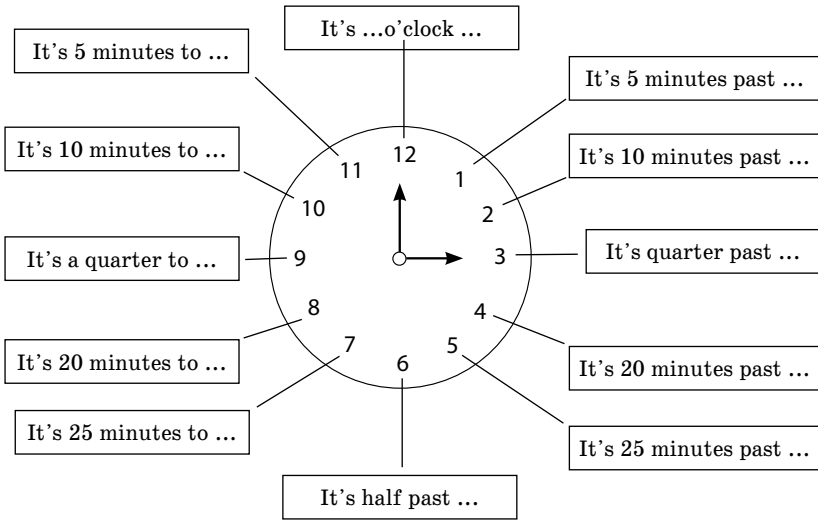 It's ...o'clock ...
It's 5 minutes to ...
It's 5 minutes past ...
It's 10 minutes to ...
It's 10 minutes past ...
It's a quarter to ...
It's quarter past ...
It's 20 minutes to ...
It's 20 minutes past ...
It's 25 minutes to ...
It's 25 minutes past ...
It's half past ...
12
1
2
3
4
5
6
7
8
9
10
11